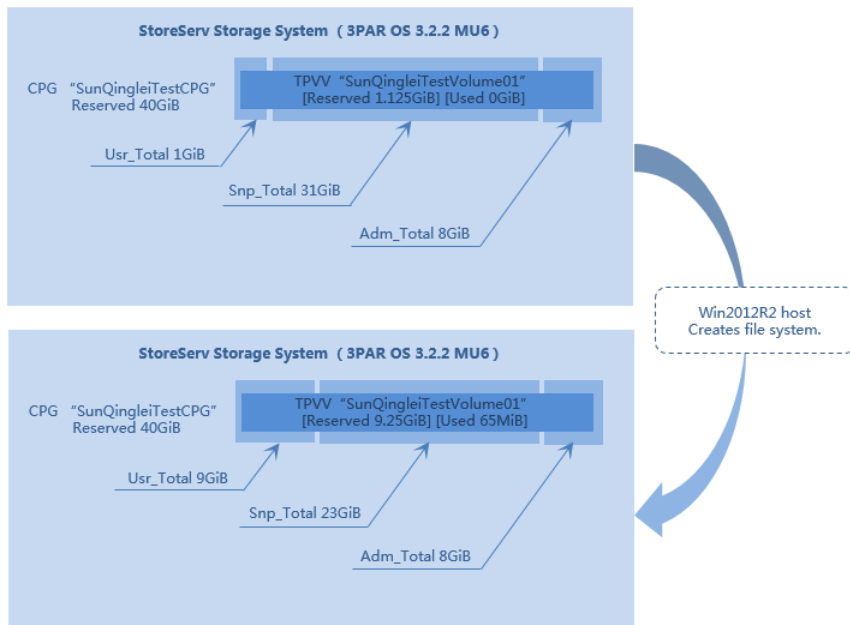 StoreServ Storage System ( 3PAR OS 3.2.2 MU6 )
CPG “SunQingleiTestCPG”
Reserved 40GiB
TPVV “SunQingleiTestVolume01”
[Reserved 1.125GiB] [Used 0GiB]
Usr_Total 1GiB
Snp_Total 31GiB
Adm_Total 8GiB
Win2012R2 host
Creates file system.
StoreServ Storage System ( 3PAR OS 3.2.2 MU6 )
CPG “SunQingleiTestCPG”
Reserved 40GiB
TPVV “SunQingleiTestVolume01”
[Reserved 9.25GiB] [Used 65MiB]
Usr_Total 9GiB
Snp_Total 23GiB
Adm_Total 8GiB